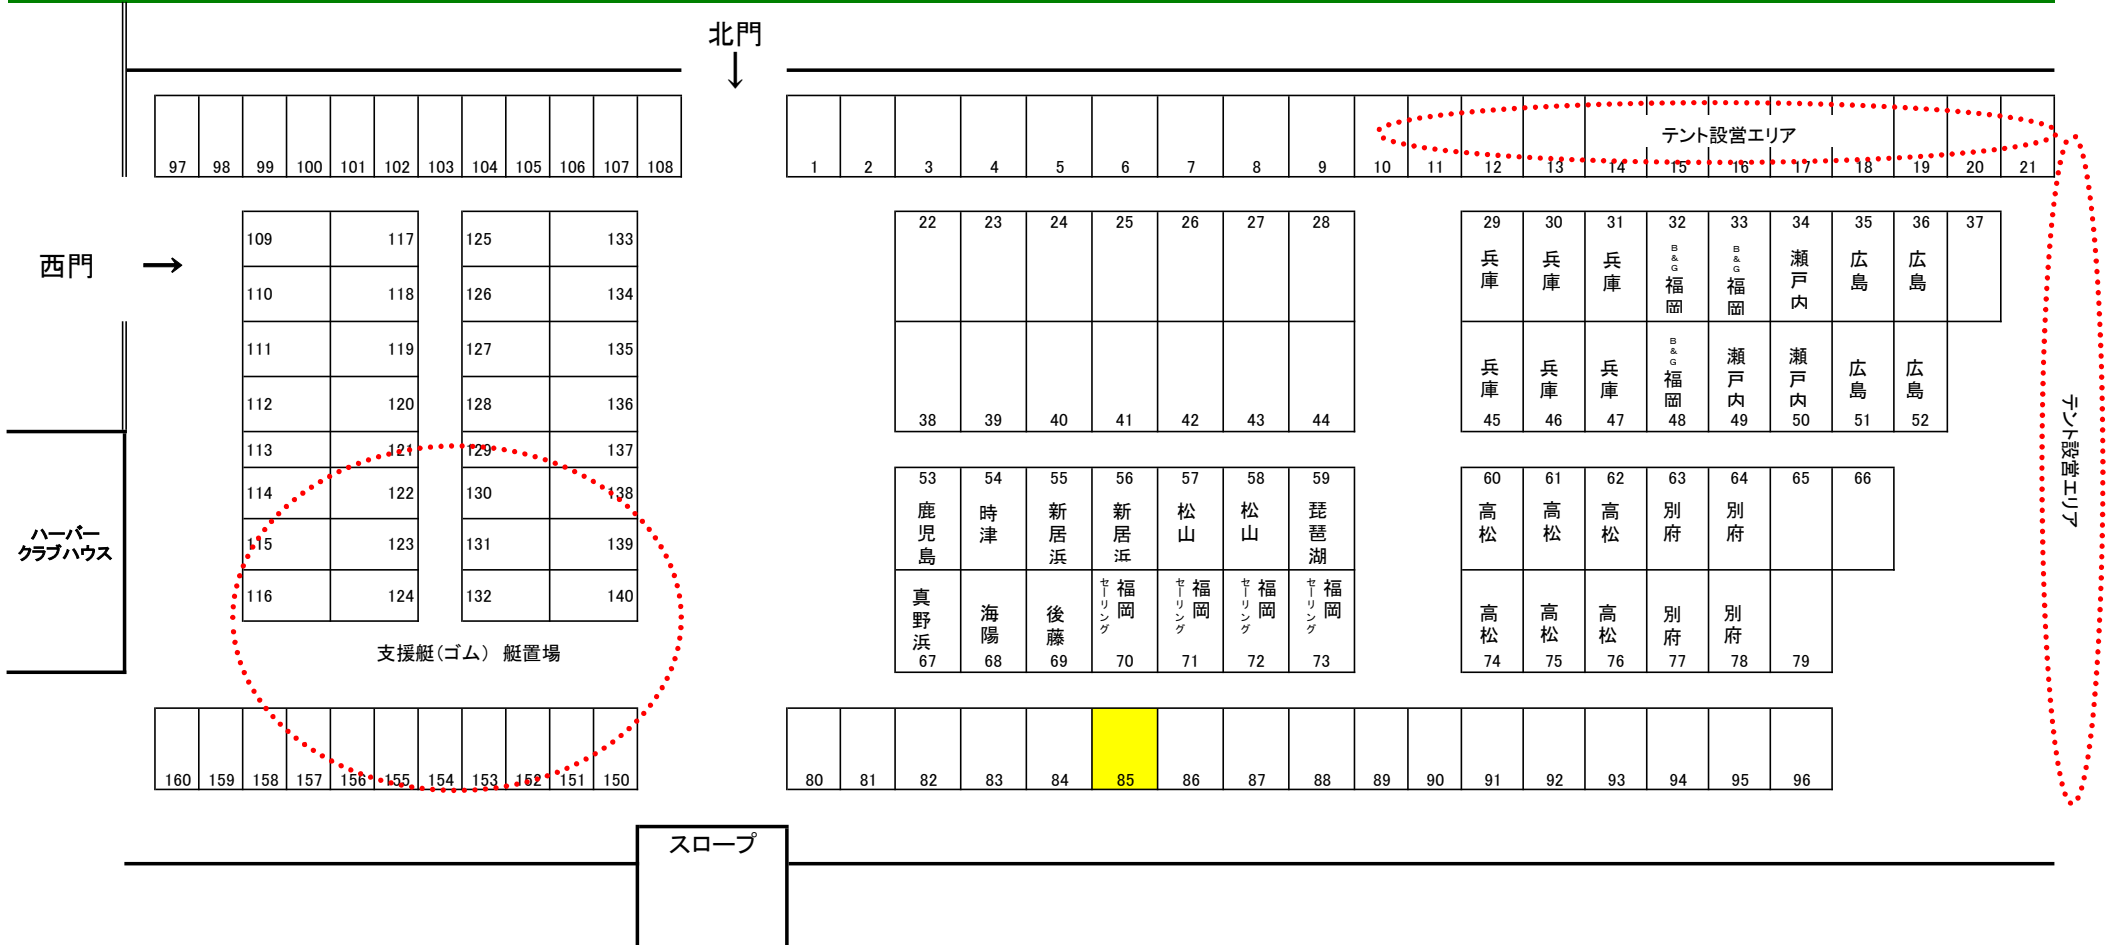 北門
↓
97 98 99 100 101 102 103 104 105 106 107 108
1 2 3 4 5 6 7 8 9 10 11 12 13 14 15 16 17 18 19 20 21
テント設営エリア
西門 →
109 117 125 133
110 118 126 134
111 119 127 135
112 120 128 136
113 121 129 137
114 122 130 138
115 123 131 139
116 124 132 140
支援艇(ゴム) 艇置場
ハーバー
クラブハウス
22 23 24 25 26 27 28
38 39 40 41 42 43 44
29 30 31 32 33 34 35 36 37
兵庫 兵庫 兵庫 B&G福岡 B&G福岡 瀬戸内 広島 広島
兵庫 兵庫 兵庫 B&G福岡 瀬戸内 瀬戸内 広島 広島
45 46 47 48 49 50 51 52
53 54 55 56 57 58 59
鹿児島 時津 新居浜 新居浜 松山 松山 琵琶湖
真野浜 海陽 後藤 福岡セーリング 福岡セーリング 福岡セーリング 福岡セーリング
67 68 69 70 71 72 73
60 61 62 63 64 65 66
高松 高松 高松 別府 別府
高松 高松 高松 別府 別府
74 75 76 77 78 79
テント設営エリア
160 159 158 157 156 155 154 153 152 151 150
80 81 82 83 84 85 86 87 88 89 90 91 92 93 94 95 96
スロープ